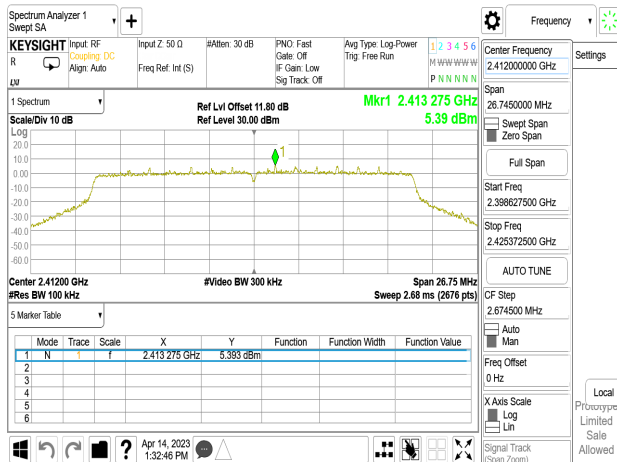 Spectrum Analyzer 1
Swept SA
Frequency
KEYSIGHT
R
Input: RF
Coupling: DC
Align: Auto
Input Z: 50 Ω
Freq Ref: Int (S)
#Atten: 30 dB
PNO: Fast
Gate: Off
IF Gain: Low
Sig Track: Off
Avg Type: Log-Power
Trig: Free Run
1 2 3 4 5 6
M W W W W W
P N N N N N
1 Spectrum
Scale/Div 10 dB
Ref Lvl Offset 11.80 dB
Ref Level 30.00 dBm
Mkr1 2.413 275 GHz
5.39 dBm
Log
20.0
10.0
0.00
-10.0
-20.0
-30.0
-40.0
-50.0
-60.0
1
Center 2.41200 GHz
#Res BW 100 kHz
#Video BW 300 kHz
Span 26.75 MHz
Sweep 2.68 ms (2676 pts)
5 Marker Table
Mode Trace Scale X Y Function Function Width Function Value
1 N 1 f 2.413 275 GHz 5.393 dBm
2
3
4
5
6
Apr 14, 2023
1:32:46 PM
Center Frequency
2.412000000 GHz
Settings
Span
26.7450000 MHz
Swept Span
Zero Span
Full Span
Start Freq
2.398627500 GHz
Stop Freq
2.425372500 GHz
AUTO TUNE
CF Step
2.674500 MHz
Auto
Man
Freq Offset
0 Hz
X Axis Scale
Log
Lin
Signal Track
(Span Zoom)
Local
Prototype
Limited
Sale
Allowed